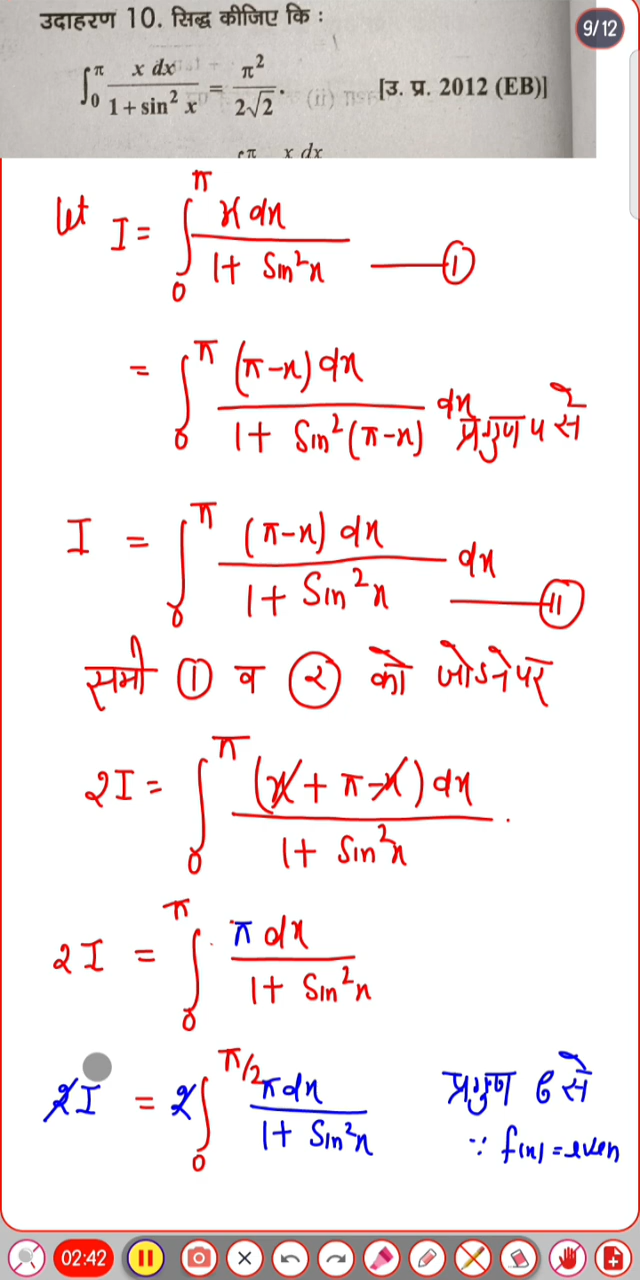 उदाहरण 10. सिद्ध कीजिए कि :
9/12
∫₀^π x dx / (1 + sin² x) = π² / 2√2 .
[उ. प्र. 2012 (EB)]
π x dx
let I = ∫₀^π x dx / (1 + Sin²x) —— ①
= ∫₀^π (π-x) dx / (1 + Sin²(π-x)) dx प्रगुण 4 से
I = ∫₀^π (π-x) dx / (1 + Sin²x) dx —— ⑪
समी ① व ② को जोडने पर
2I = ∫₀^π (x + π - x) dx / (1 + Sin²x) .
2I = ∫₀^π π dx / (1 + Sin²x)
2I = 2 ∫₀^π/2 π dx / (1 + Sin²x) प्रगुण 6 से
∵ f(x) = even
02:42